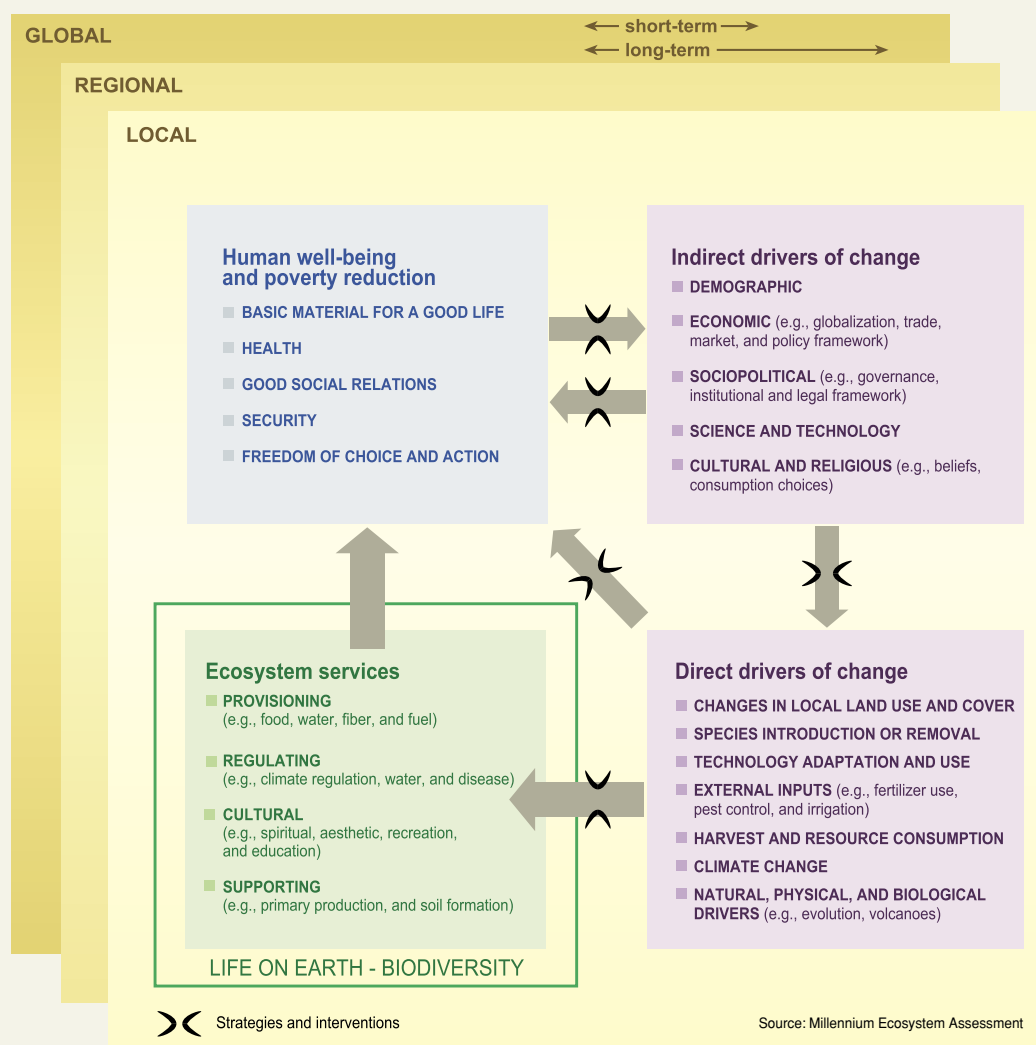 GLOBAL
short-term
long-term
REGIONAL
LOCAL
Human well-being
and poverty reduction
BASIC MATERIAL FOR A GOOD LIFE
HEALTH
GOOD SOCIAL RELATIONS
SECURITY
FREEDOM OF CHOICE AND ACTION
Indirect drivers of change
DEMOGRAPHIC
ECONOMIC (e.g., globalization, trade,
market, and policy framework)
SOCIOPOLITICAL (e.g., governance,
institutional and legal framework)
SCIENCE AND TECHNOLOGY
CULTURAL AND RELIGIOUS (e.g., beliefs,
consumption choices)
Ecosystem services
PROVISIONING
(e.g., food, water, fiber, and fuel)
REGULATING
(e.g., climate regulation, water, and disease)
CULTURAL
(e.g., spiritual, aesthetic, recreation,
and education)
SUPPORTING
(e.g., primary production, and soil formation)
LIFE ON EARTH - BIODIVERSITY
Direct drivers of change
CHANGES IN LOCAL LAND USE AND COVER
SPECIES INTRODUCTION OR REMOVAL
TECHNOLOGY ADAPTATION AND USE
EXTERNAL INPUTS (e.g., fertilizer use,
pest control, and irrigation)
HARVEST AND RESOURCE CONSUMPTION
CLIMATE CHANGE
NATURAL, PHYSICAL, AND BIOLOGICAL
DRIVERS (e.g., evolution, volcanoes)
Strategies and interventions
Source: Millennium Ecosystem Assessment